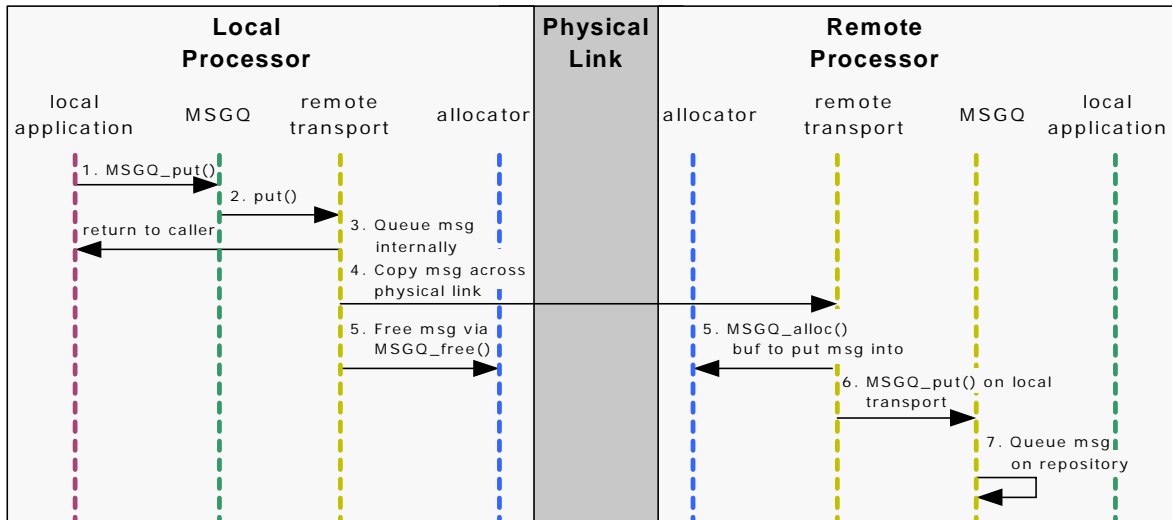 Local
Processor
Physical
Link
Remote
Processor
local
application
MSGQ
remote
transport
allocator
allocator
remote
transport
MSGQ
local
application
1. MSGQ_put()
2. put()
return to caller
3. Queue msg
internally
4. Copy msg across
physical link
5. Free msg via
MSGQ_free()
5. MSGQ_alloc()
buf to put msg into
6. MSGQ_put() on local
transport
7. Queue msg
on repository